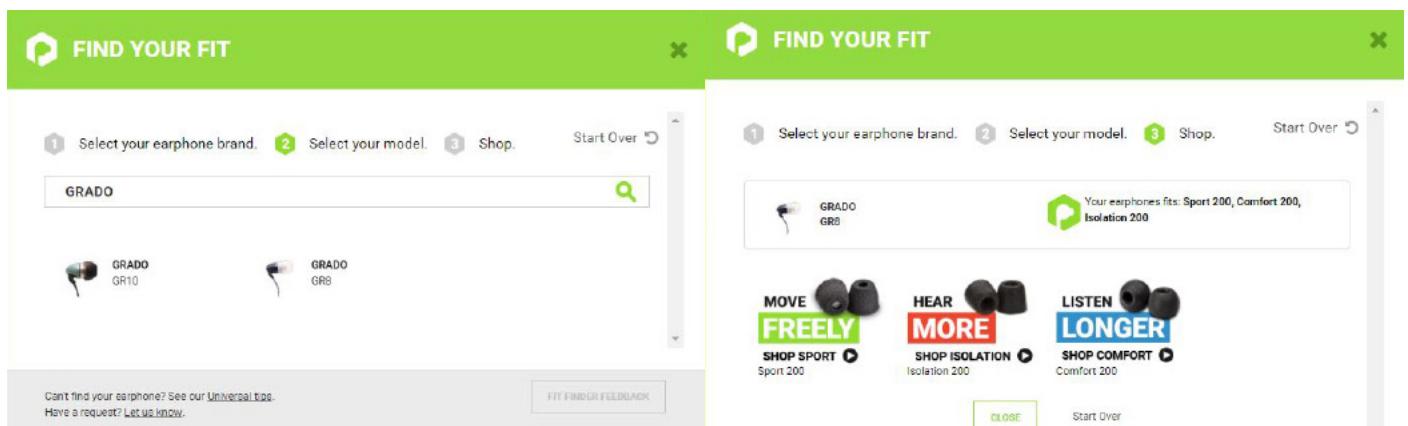 FIND YOUR FIT
1 Select your earphone brand. 2 Select your model. 3 Shop. Start Over
GRADO
GRADO
GR10
GRADO
GR8
Can't find your earphone? See our Universal tips.
Have a request? Let us know.
FIT FINDER FEEDBACK
FIND YOUR FIT
1 Select your earphone brand. 2 Select your model. 3 Shop. Start Over
GRADO
GR8
Your earphones fits: Sport 200, Comfort 200,
Isolation 200
MOVE
FREELY
SHOP SPORT
Sport 200
HEAR
MORE
SHOP ISOLATION
Isolation 200
LISTEN
LONGER
SHOP COMFORT
Comfort 200
CLOSE Start Over